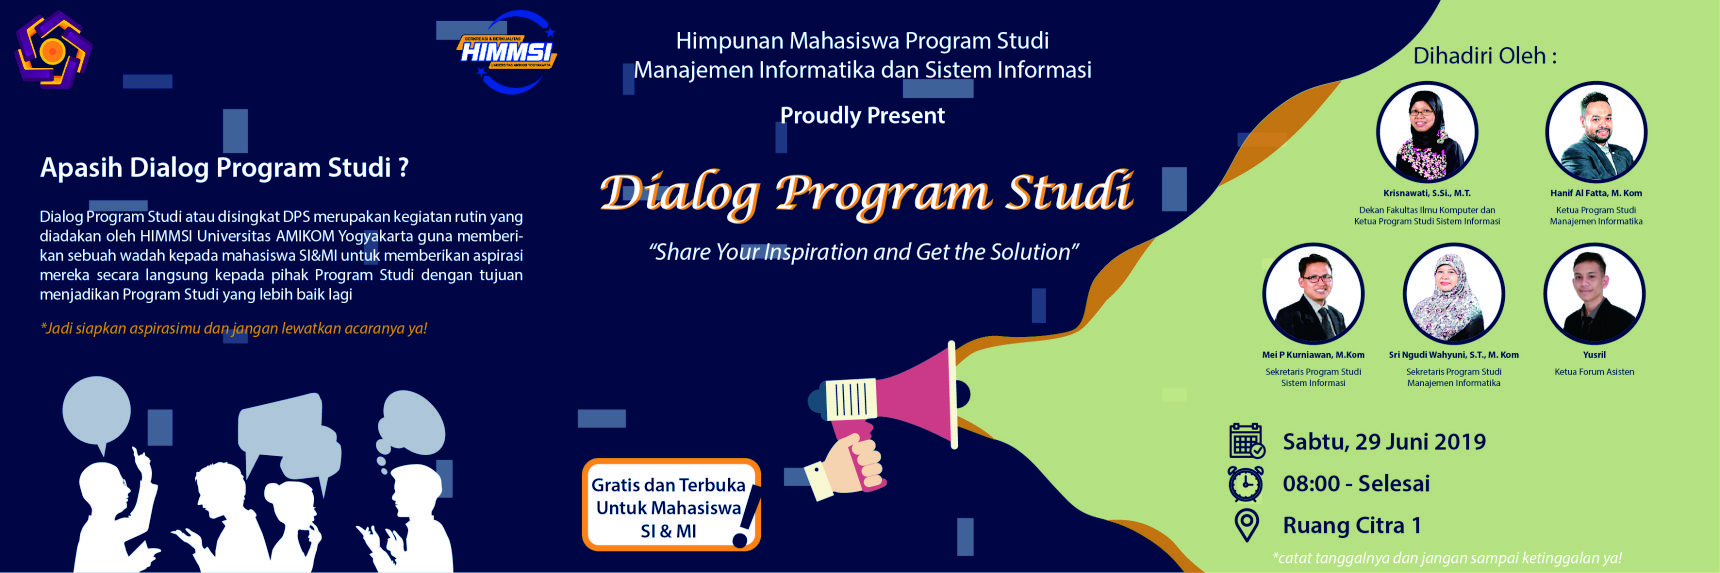 BERKREASI & BERKUALITAS
HIMMSI
UNIVERSITAS AMIKOM YOGYAKARTA
Apasih Dialog Program Studi ?
Dialog Program Studi atau disingkat DPS merupakan kegiatan rutin yang
diadakan oleh HIMMSI Universitas AMIKOM Yogyakarta guna memberi-
kan sebuah wadah kepada mahasiswa SI&MI untuk memberikan aspirasi
mereka secara langsung kepada pihak Program Studi dengan tujuan
menjadikan Program Studi yang lebih baik lagi
*Jadi siapkan aspirasimu dan jangan lewatkan acaranya ya!
Himpunan Mahasiswa Program Studi
Manajemen Informatika dan Sistem Informasi
Proudly Present
Dialog Program Studi
“Share Your Inspiration and Get the Solution”
Gratis dan Terbuka
Untuk Mahasiswa
SI & MI
!
Dihadiri Oleh :
Krisnawati, S.Si., M.T.
Dekan Fakultas Ilmu Komputer dan
Ketua Program Studi Sistem Informasi
Hanif Al Fatta, M. Kom
Ketua Program Studi
Manajemen Informatika
Mei P Kurniawan, M.Kom
Sekretaris Program Studi
Sistem Informasi
Sri Ngudi Wahyuni, S.T., M. Kom
Sekretaris Program Studi
Manajemen Informatika
Yusril
Ketua Forum Asisten
Sabtu, 29 Juni 2019
08:00 - Selesai
Ruang Citra 1
*catat tanggalnya dan jangan sampai ketinggalan ya!